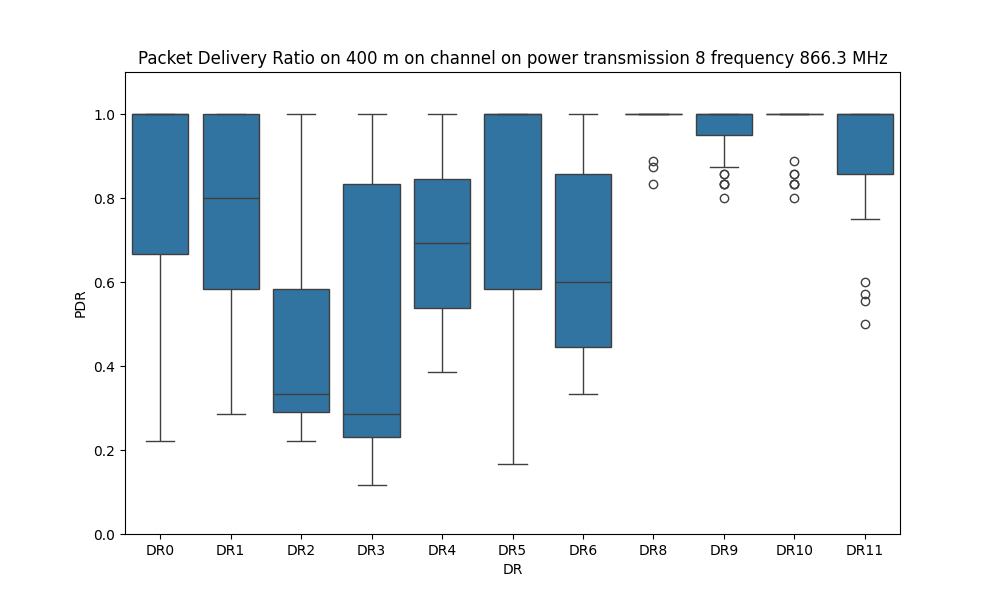 Packet Delivery Ratio on 400 m on channel on power transmission 8 frequency 866.3 MHz
1.0
0.8
0.6
0.4
0.2
0.0
PDR
DR0 DR1 DR2 DR3 DR4 DR5 DR6 DR8 DR9 DR10 DR11
DR